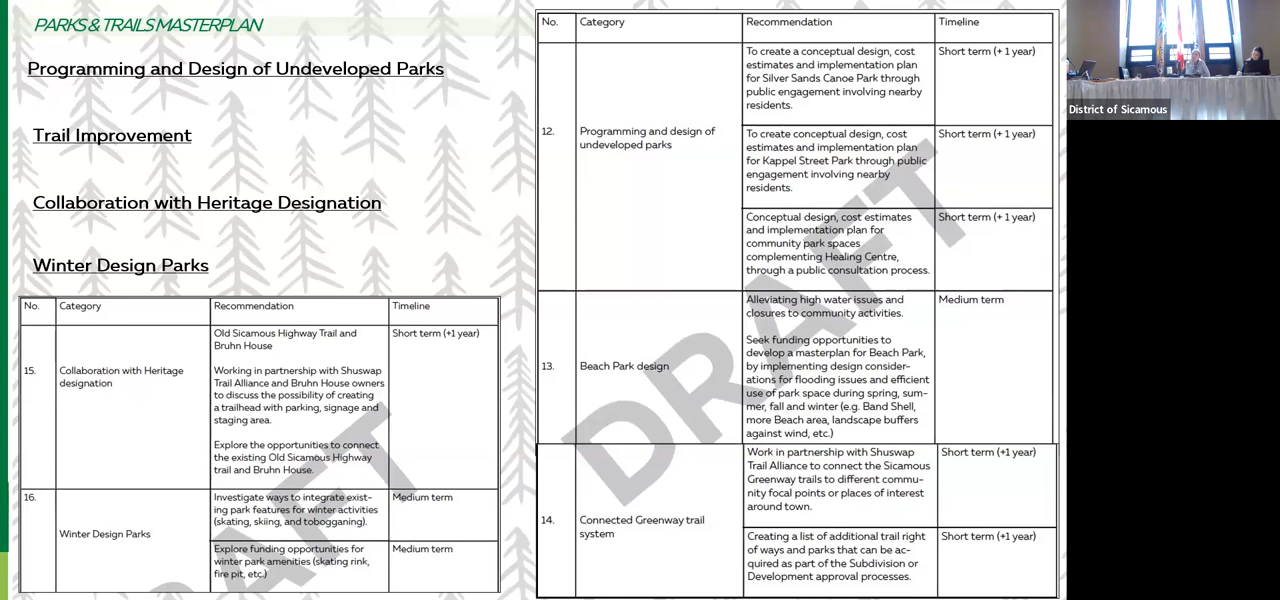 PARKS & TRAILS MASTERPLAN
Programming and Design of Undeveloped Parks
Trail Improvement
Collaboration with Heritage Designation
Winter Design Parks
No. Category Recommendation Timeline
15. Collaboration with Heritage
designation
Old Sicamous Highway Trail and
Bruhn House
Working in partnership with Shuswap
Trail Alliance and Bruhn House owners
to discuss the possibility of creating
a trailhead with parking, signage and
staging area.
Explore the opportunities to connect
the existing Old Sicamous Highway
trail and Bruhn House.
Short term (+1 year)
16. Winter Design Parks
Investigate ways to integrate exist-
ing park features for winter activities
(skating, skiing, and tobogganing).
Medium term
Explore funding opportunities for
winter park amenities (skating rink,
fire pit, etc.)
Medium term
DRAFT
No. Category Recommendation Timeline
12. Programming and design of
undeveloped parks
To create a conceptual design, cost
estimates and implementation plan
for Silver Sands Canoe Park through
public engagement involving nearby
residents.
Short term (+ 1 year)
To create conceptual design, cost
estimates and implementation plan
for Kappel Street Park through public
engagement involving nearby
residents.
Short term (+ 1 year)
Conceptual design, cost estimates
and implementation plan for
community park spaces
complementing Healing Centre,
through a public consultation process.
Short term (+ 1 year)
13. Beach Park design
Alleviating high water issues and
closures to community activities.
Seek funding opportunities to
develop a masterplan for Beach Park,
by implementing design consider-
ations for flooding issues and efficient
use of park space during spring, sum-
mer, fall and winter (e.g. Band Shell,
more Beach area, landscape buffers
against wind, etc.)
Medium term
14. Connected Greenway trail
system
Work in partnership with Shuswap
Trail Alliance to connect the Sicamous
Greenway trails to different commu-
nity focal points or places of interest
around town.
Short term (+1 year)
Creating a list of additional trail right
of ways and parks that can be ac-
quired as part of the Subdivision or
Development approval processes.
Short term (+1 year)
DRAFT
District of Sicamous